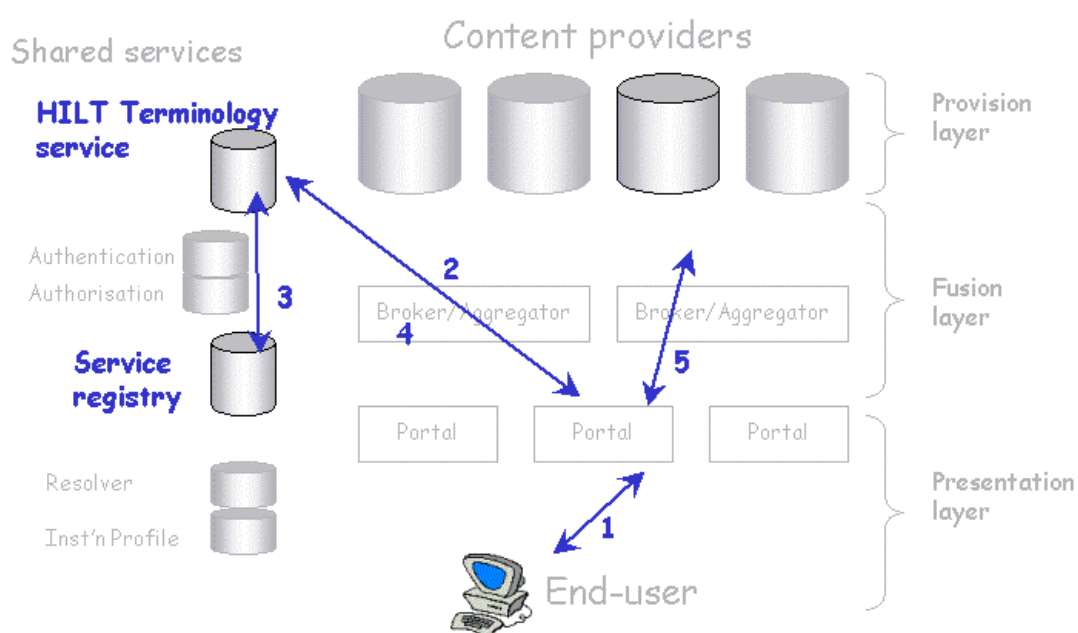 Shared services
Content providers
HILT Terminology
service
Provision
layer
2
Authentication
Authorisation
3
Broker/Aggregator
Broker/Aggregator
Fusion
layer
4
5
Service
registry
Portal
Portal
Portal
Resolver
Presentation
layer
Inst'n Profile
1
End-user